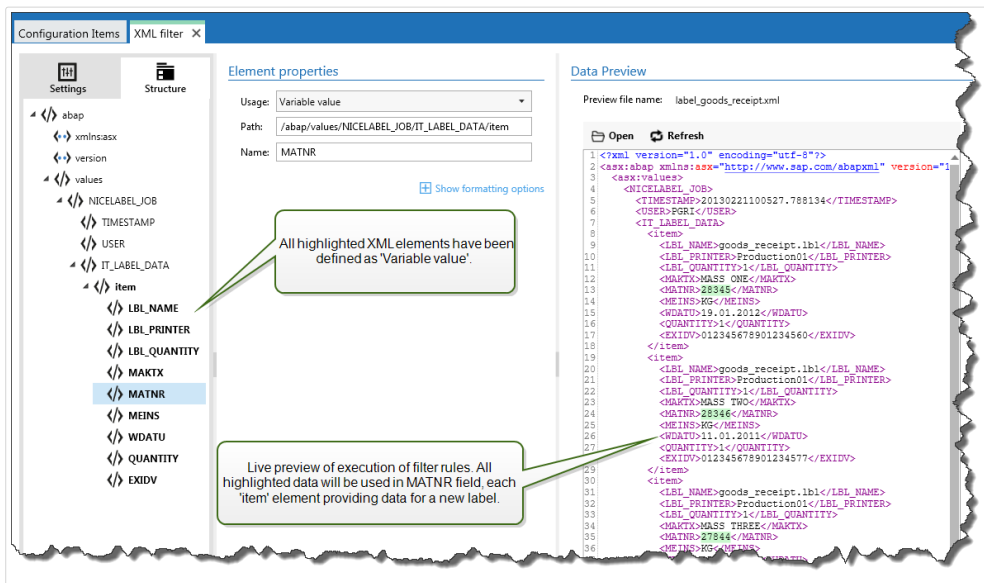 Configuration Items
XML filter
Settings
Structure
abap
xmlns:asx
version
values
NICELABEL_JOB
TIMESTAMP
USER
IT_LABEL_DATA
item
LBL_NAME
LBL_PRINTER
LBL_QUANTITY
MAKTX
MATNR
MEINS
WDATU
QUANTITY
EXIDV
Element properties
Usage: Variable value
Path: /abap/values/NICELABEL_JOB/IT_LABEL_DATA/item
Name: MATNR
Show formatting options
All highlighted XML elements have been
defined as 'Variable value'.
Live preview of execution of filter rules. All
highlighted data will be used in MATNR field, each
'item' element providing data for a new label.
Data Preview
Preview file name: label_goods_receipt.xml
Open Refresh
1 <?xml version="1.0" encoding="utf-8"?>
2 <asx:abap xmlns:asx="http://www.sap.com/abapxml" version="1
3 <asx:values>
4 <NICELABEL_JOB>
5 <TIMESTAMP>20130221100527.788134</TIMESTAMP>
6 <USER>PGRI</USER>
7 <IT_LABEL_DATA>
8 <item>
9 <LBL_NAME>goods_receipt.lbl</LBL_NAME>
10 <LBL_PRINTER>Production01</LBL_PRINTER>
11 <LBL_QUANTITY>1</LBL_QUANTITY>
12 <MAKTX>MASS ONE</MAKTX>
13 <MATNR>28345</MATNR>
14 <MEINS>KG</MEINS>
15 <WDATU>19.01.2012</WDATU>
16 <QUANTITY>1</QUANTITY>
17 <EXIDV>012345678901234560</EXIDV>
18 </item>
19 <item>
20 <LBL_NAME>goods_receipt.lbl</LBL_NAME>
21 <LBL_PRINTER>Production01</LBL_PRINTER>
22 <LBL_QUANTITY>1</LBL_QUANTITY>
23 <MAKTX>MASS TWO</MAKTX>
24 <MATNR>28346</MATNR>
25 <MEINS>KG</MEINS>
26 <WDATU>11.01.2011</WDATU>
27 <QUANTITY>1</QUANTITY>
28 <EXIDV>012345678901234577</EXIDV>
29 </item>
30 <item>
31 <LBL_NAME>goods_receipt.lbl</LBL_NAME>
32 <LBL_PRINTER>Production01</LBL_PRINTER>
33 <LBL_QUANTITY>1</LBL_QUANTITY>
34 <MAKTX>MASS THREE</MAKTX>
35 <MATNR>27844</MATNR>
36 <MEINS>KG</MEINS>